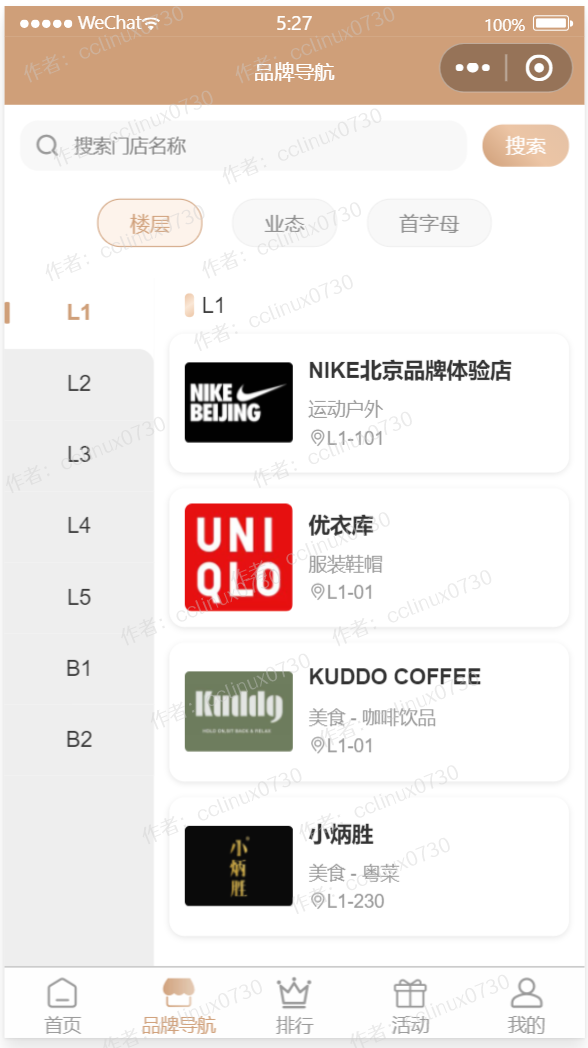 WeChat
5:27
100%
品牌导航
搜索门店名称
搜索
楼层
业态
首字母
L1
L2
L3
L4
L5
B1
B2
L1
NIKE
BEIJING
NIKE北京品牌体验店
运动户外
L1-101
UNI
QLO
优衣库
服装鞋帽
L1-01
Kuddo
KUDDO COFFEE
美食 - 咖啡饮品
L1-01
小炳胜
小炳胜
美食 - 粤菜
L1-230
首页
品牌导航
排行
活动
我的
作者：cclinux0730